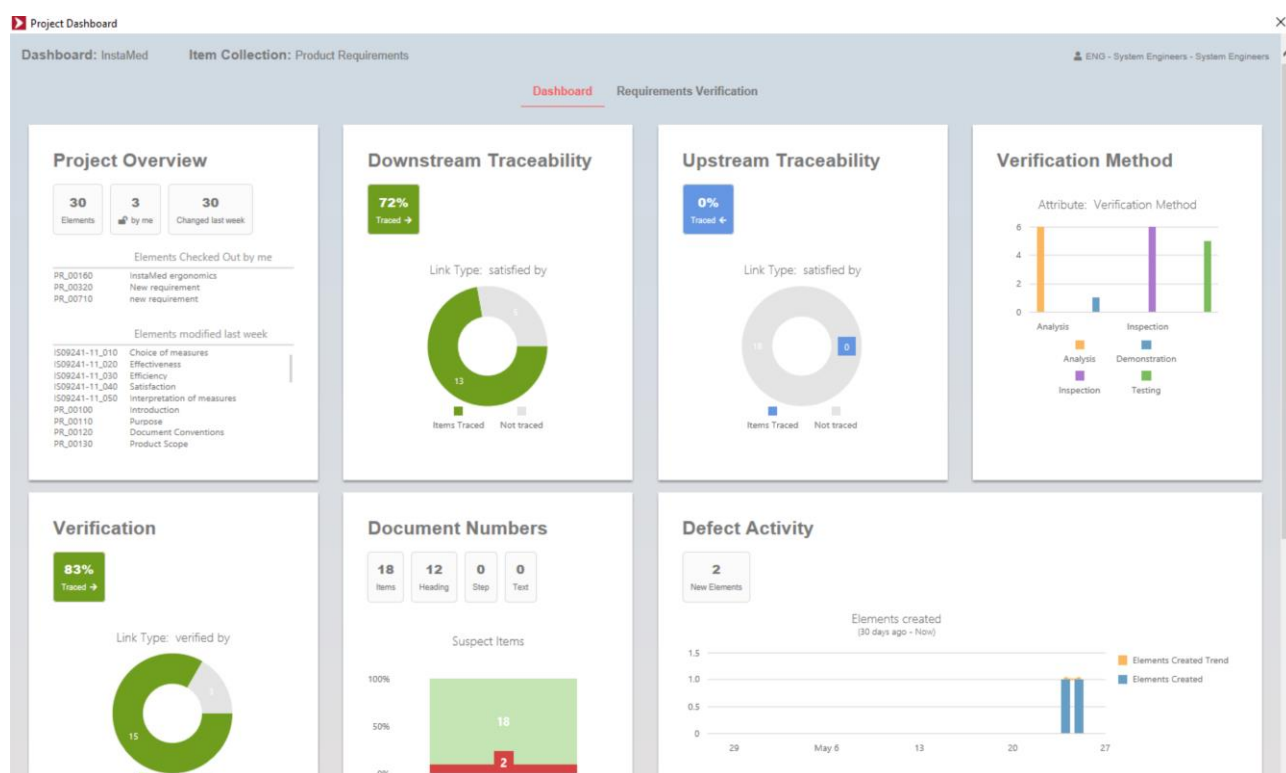 Project Dashboard
Dashboard: InstaMed Item Collection: Product Requirements
ENG - System Engineers - System Engineers
Dashboard Requirements Verification
Project Overview
30 3 30
Elements by me Changed last week
Elements Checked Out by me
PR_00160 InstaMed ergonomics
PR_00320 New requirement
PR_00710 new requirement
Elements modified last week
ISO9241-11_010 Choice of measures
ISO9241-11_020 Effectiveness
ISO9241-11_030 Efficiency
ISO9241-11_040 Satisfaction
ISO9241-11_050 Interpretation of measures
PR_00100 Introduction
PR_00110 Purpose
PR_00120 Document Conventions
PR_00130 Product Scope
Downstream Traceability
72%
Traced →
Link Type: satisfied by
5
13
Items Traced Not traced
Upstream Traceability
0%
Traced ←
Link Type: satisfied by
18 0
Items Traced Not traced
Verification Method
Attribute: Verification Method
6
4
2
0
Analysis Inspection
Analysis Demonstration
Inspection Testing
Verification
83%
Traced →
Link Type: verified by
3
15
Document Numbers
18 12 0 0
Items Heading Step Text
Suspect Items
100%
18
50%
2
0%
Defect Activity
2
New Elements
Elements created
(30 days ago - Now)
1.5
1.0
0.5
0
29 May 6 13 20 27
Elements Created Trend
Elements Created